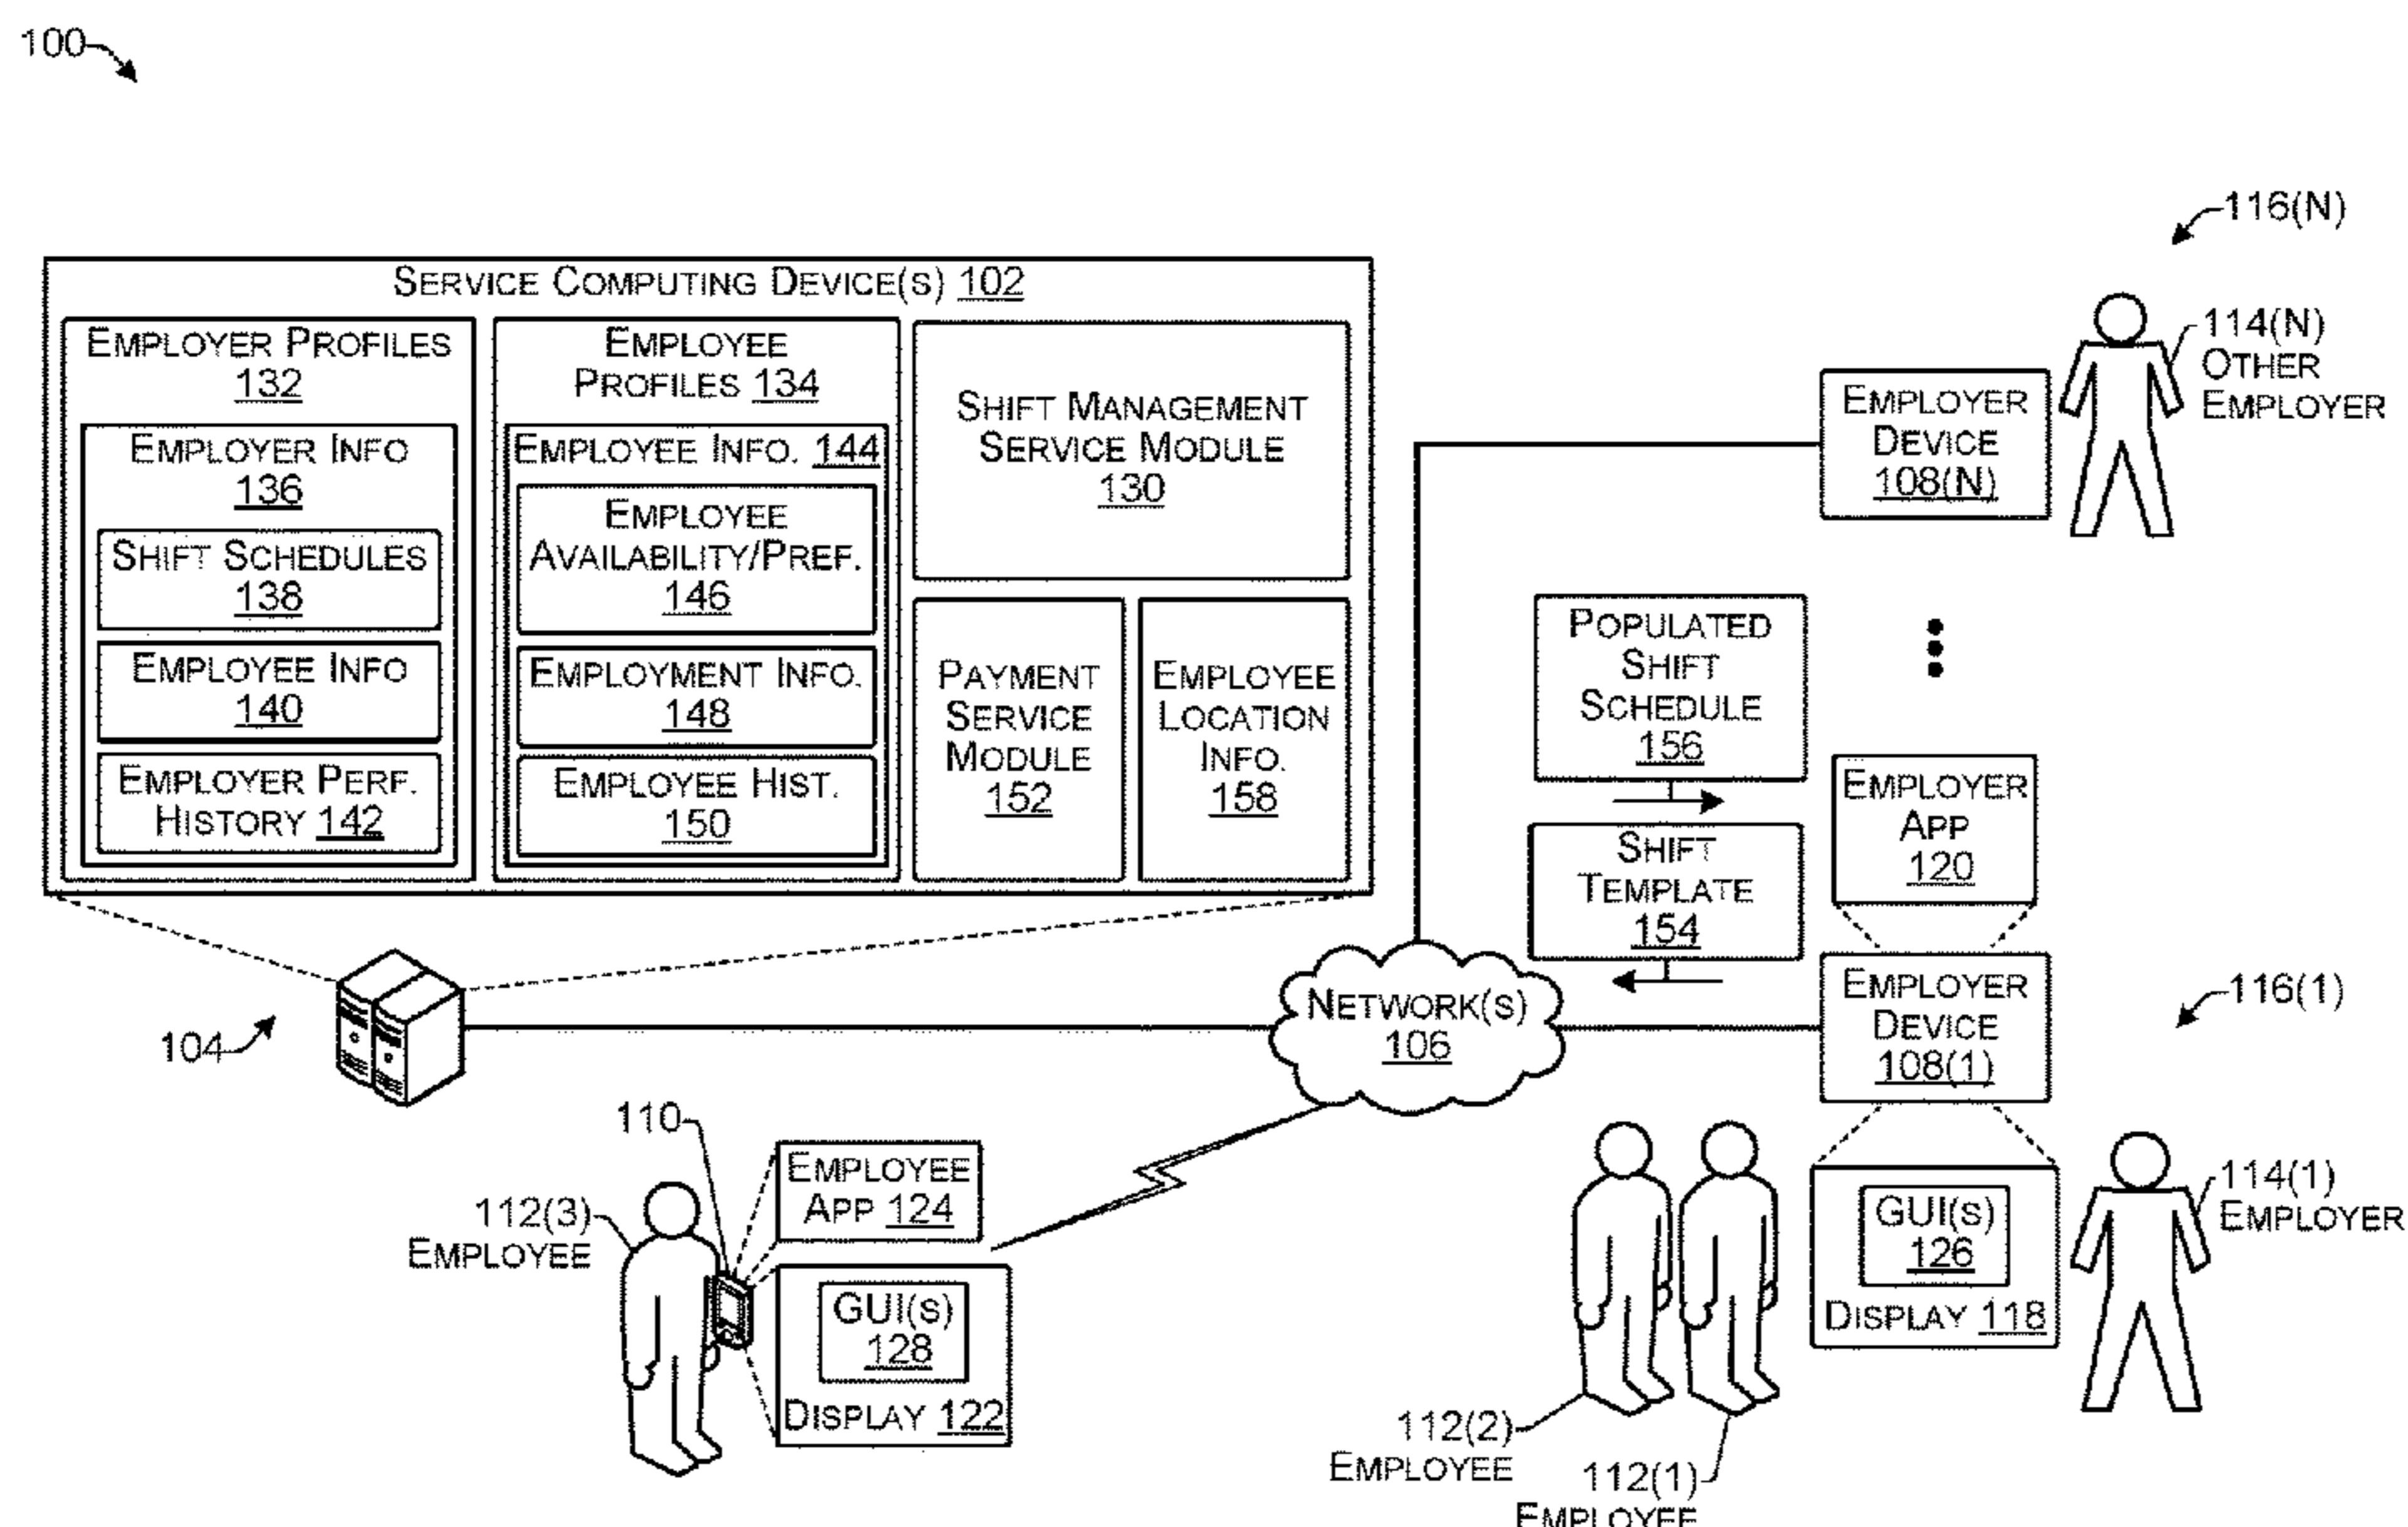 100
116(N)
SERVICE COMPUTING DEVICE(S) 102
EMPLOYER PROFILES
132
EMPLOYER INFO
136
SHIFT SCHEDULES
138
EMPLOYEE INFO
140
EMPLOYER PERF.
HISTORY 142
EMPLOYEE
PROFILES 134
EMPLOYEE INFO. 144
EMPLOYEE
AVAILABILITY/PREF.
146
EMPLOYMENT INFO.
148
EMPLOYEE HIST.
150
SHIFT MANAGEMENT
SERVICE MODULE
130
PAYMENT
SERVICE
MODULE
152
EMPLOYEE
LOCATION
INFO.
158
114(N)
OTHER
EMPLOYER
EMPLOYER
DEVICE
108(N)
POPULATED
SHIFT
SCHEDULE
156
EMPLOYER
APP
120
SHIFT
TEMPLATE
154
NETWORK(S)
106
EMPLOYER
DEVICE
108(1)
116(1)
104
110
EMPLOYEE
APP 124
112(3)
EMPLOYEE
GUI(S)
128
DISPLAY 122
GUI(S)
126
DISPLAY 118
114(1)
EMPLOYER
112(2)
EMPLOYEE
112(1)
EMPLOYEE